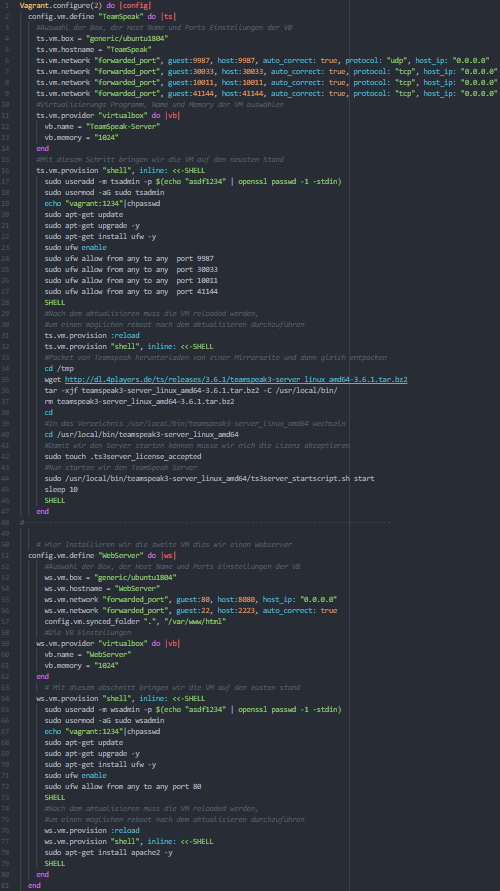 1 Vagrant.configure(2) do |config|
2 config.vm.define "TeamSpeak" do |ts|
3 #Auswahl der Box, der Host Name und Ports Einstellungen der VB
4 ts.vm.box = "generic/ubuntu1804"
5 ts.vm.hostname = "TeamSpeak"
6 ts.vm.network "forwarded_port", guest:9987, host:9987, auto_correct: true, protocol: "udp", host_ip: "0.0.0.0"
7 ts.vm.network "forwarded_port", guest:30033, host:30033, auto_correct: true, protocol: "tcp", host_ip: "0.0.0.0"
8 ts.vm.network "forwarded_port", guest:10011, host:10011, auto_correct: true, protocol: "tcp", host_ip: "0.0.0.0"
9 ts.vm.network "forwarded_port", guest:41144, host:41144, auto_correct: true, protocol: "tcp", host_ip: "0.0.0.0"
10 #Virtualisierungs Programm, Name und Memory der VM auswählen
11 ts.vm.provider "virtualbox" do |vb|
12 vb.name = "TeamSpeak-Server"
13 vb.memory = "1024"
14 end
15 #Mit diesem Schritt bringen wir die VM auf den neusten Stand
16 ts.vm.provision "shell", inline: <<-SHELL
17 sudo useradd -m tsadmin -p $(echo "asdf1234" | openssl passwd -1 -stdin)
18 sudo usermod -aG sudo tsadmin
19 echo "vagrant:1234"|chpasswd
20 sudo apt-get update
21 sudo apt-get upgrade -y
22 sudo apt-get install ufw -y
23 sudo ufw enable
24 sudo ufw allow from any to any port 9987
25 sudo ufw allow from any to any port 30033
26 sudo ufw allow from any to any port 10011
27 sudo ufw allow from any to any port 41144
28 SHELL
29 #Nach dem aktualisieren muss die VM reloaded werden,
30 #um einen möglichen reboot nach dem aktualisieren durchzuführen
31 ts.vm.provision :reload
32 ts.vm.provision "shell", inline: <<-SHELL
33 #Packet von Teamspeak herunterladen von einer Mirrorseite und dann gleich entpacken
34 cd /tmp
35 wget http://dl.4players.de/ts/releases/3.6.1/teamspeak3-server_linux_amd64-3.6.1.tar.bz2
36 tar -xjf teamspeak3-server_linux_amd64-3.6.1.tar.bz2 -C /usr/local/bin/
37 rm teamspeak3-server_linux_amd64-3.6.1.tar.bz2
38 cd
39 #In das Verzeichnis /usr/local/bin/teamspeak3-server_linux_amd64 wechseln
40 cd /usr/local/bin/teamspeak3-server_linux_amd64
41 #Damit wir den Server starten können müsse wir nich die Lizenz akzeptieren
42 sudo touch .ts3server_license_accepted
43 #Nun starten wir den TeamSpeak Server
44 sudo /usr/local/bin/teamspeak3-server_linux_amd64/ts3server_startscript.sh start
45 sleep 10
46 SHELL
47 end
48 #----------------------------------------------------------------------
49
50 # Hier Installieren wir die zweite VM dies wir einen Webserver
51 config.vm.define "WebServer" do |ws|
52 #Auswahl der Box, der Host Name und Ports Einstellungen der VB
53 ws.vm.box = "generic/ubuntu1804"
54 ws.vm.hostname = "WebServer"
55 ws.vm.network "forwarded_port", guest:80, host:8080, host_ip: "0.0.0.0"
56 ws.vm.network "forwarded_port", guest:22, host:2223, auto_correct: true
57 config.vm.synced_folder ".", "/var/www/html"
58 #Die VB Einstellungen
59 ws.vm.provider "virtualbox" do |vb|
60 vb.name = "WebServer"
61 vb.memory = "1024"
62 end
63 # Mit diesem abschnitt bringen wir die VM auf den eusten stand
64 ws.vm.provision "shell", inline: <<-SHELL
65 sudo useradd -m wsadmin -p $(echo "asdf1234" | openssl passwd -1 -stdin)
66 sudo usermod -aG sudo wsadmin
67 echo "vagrant:1234"|chpasswd
68 sudo apt-get update
69 sudo apt-get upgrade -y
70 sudo apt-get install ufw -y
71 sudo ufw enable
72 sudo ufw allow from any to any port 80
73 SHELL
74 #Nach dem aktualisieren muss die VM reloaded werden,
75 #um einen möglichen reboot nach dem aktualisieren durchzuführen
76 ws.vm.provision :reload
77 ws.vm.provision "shell", inline: <<-SHELL
78 sudo apt-get install apache2 -y
79 SHELL
80 end
81 end